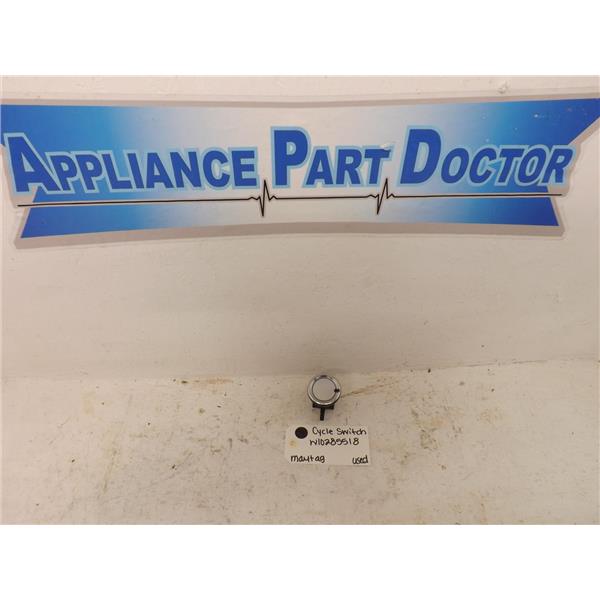 APPLIANCE PART DOCTOR
Cycle Switch
W10285518
maytag used